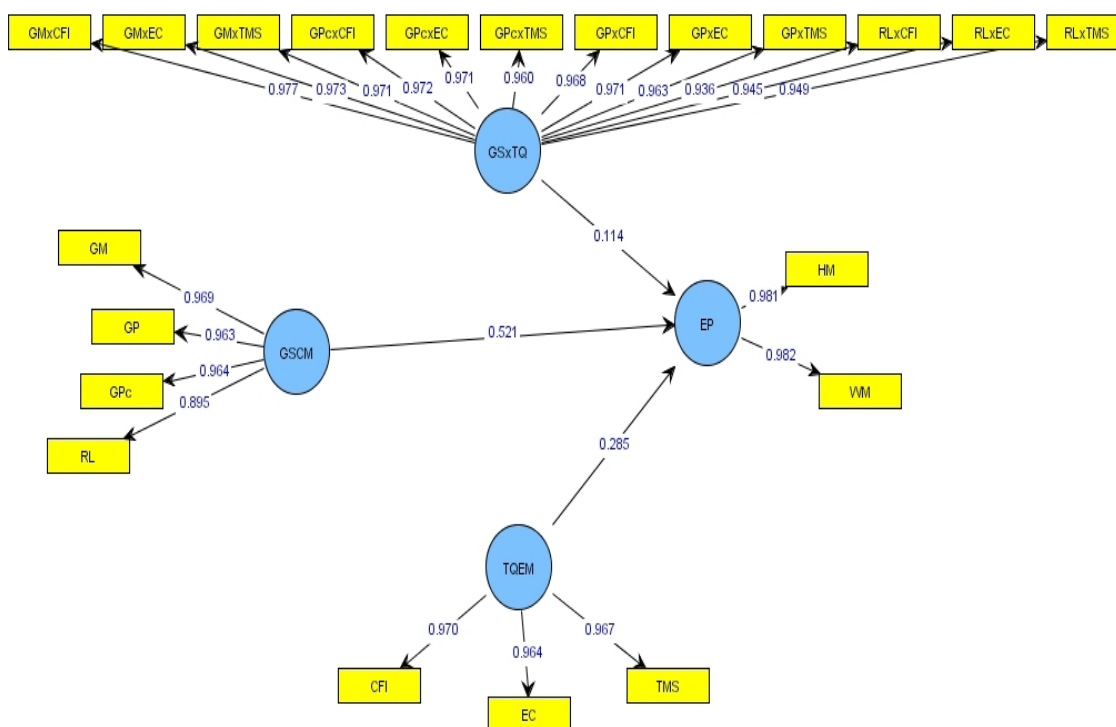 GMxCFI GMxEC GMxTMS GPcxCFI GPcxEC GPcxTMS GPxCFI GPxEC GPxTMS RLxCFI RLxEC RLxTMS
0.977 0.973 0.971 0.972 0.971 0.960 0.968 0.971 0.963 0.936 0.945 0.949
GSxTQ
0.114
GM
HM
0.969
0.981
GP
0.963
GSCM
0.521
EP
0.982
GPc
0.964
WM
0.895
RL
0.285
TQEM
0.970 0.964 0.967
CFI
EC
TMS